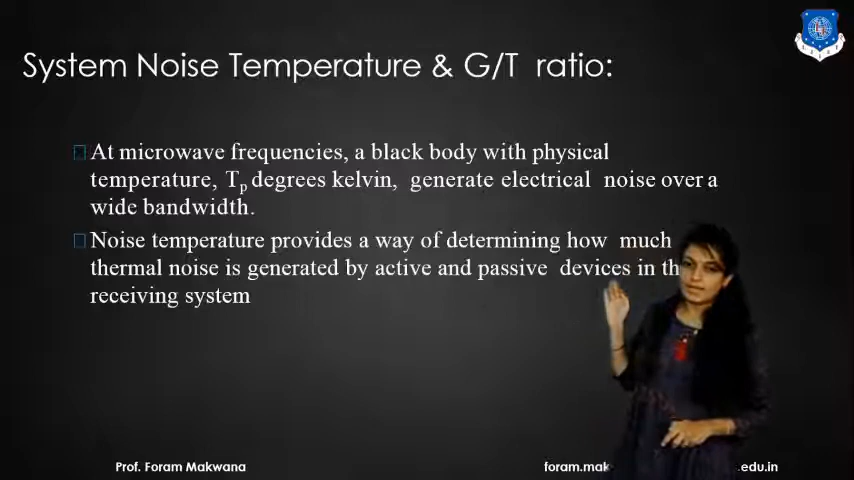 System Noise Temperature & G/T ratio:
At microwave frequencies, a black body with physical
temperature, Tp degrees kelvin, generate electrical noise over a
wide bandwidth.
Noise temperature provides a way of determining how much
thermal noise is generated by active and passive devices in th
receiving system
Prof. Foram Makwana
foram.mak .edu.in